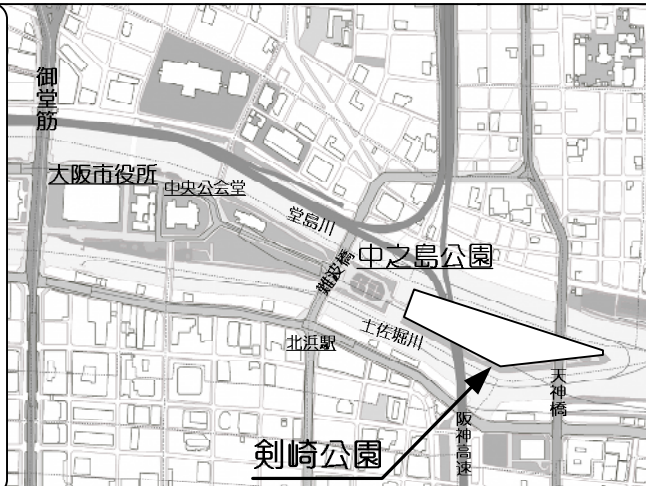 御堂筋
大阪市役所
中央公会堂
堂島川
難波橋
中之島公園
北浜駅
土佐堀川
天神橋
阪神高速
剣崎公園